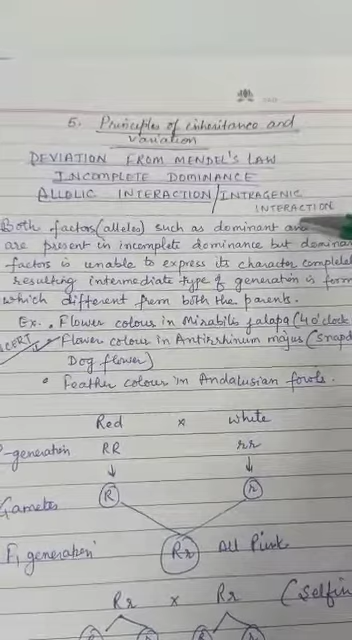 5. Principles of inheritance and
variation
DEVIATION FROM MENDEL'S LAW
INCOMPLETE DOMINANCE
ALLOLIC INTERACTION/INTRAGENIC
INTERACTION
Both factors (alleles) such as dominant and
are present in incomplete dominance but dominan
factors is unable to express its character completel
resulting intermediate type of generation is form
which different from both the parents.
Ex. • Flower colour in Mirabilis jalapa (4 o'clock
NCERT • Flower colour in Antirrhinum majus (snapd
Dog flower)
• Feather colour in Andalusian fowls.
Red x white
P-generation RR rr
Gametes R r
F1 generation Rr All Pink
Rr x Rr (Selfin